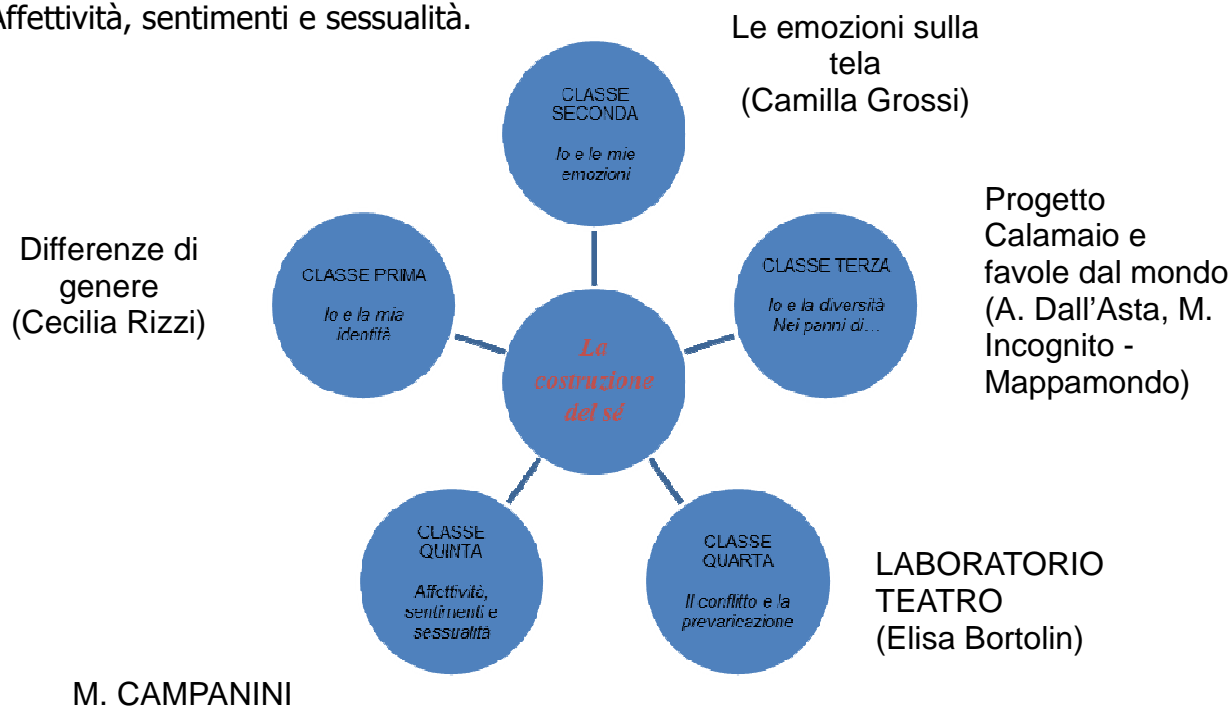 Affettività, sentimenti e sessualità.
Le emozioni sulla
tela
(Camilla Grossi)
CLASSE
SECONDA
Io e le mie
emozioni
Differenze di
genere
(Cecilia Rizzi)
CLASSE PRIMA
Io e la mia
identità
CLASSE TERZA
Io e la diversità
Nei panni di...
Progetto
Calamaio e
favole dal mondo
(A. Dall'Asta, M.
Incognito -
Mappamondo)
La
costruzione
del sé
CLASSE
QUINTA
Affettività,
sentimenti e
sessualità
CLASSE
QUARTA
Il conflitto e la
prevaricazione
LABORATORIO
TEATRO
(Elisa Bortolin)
M. CAMPANINI